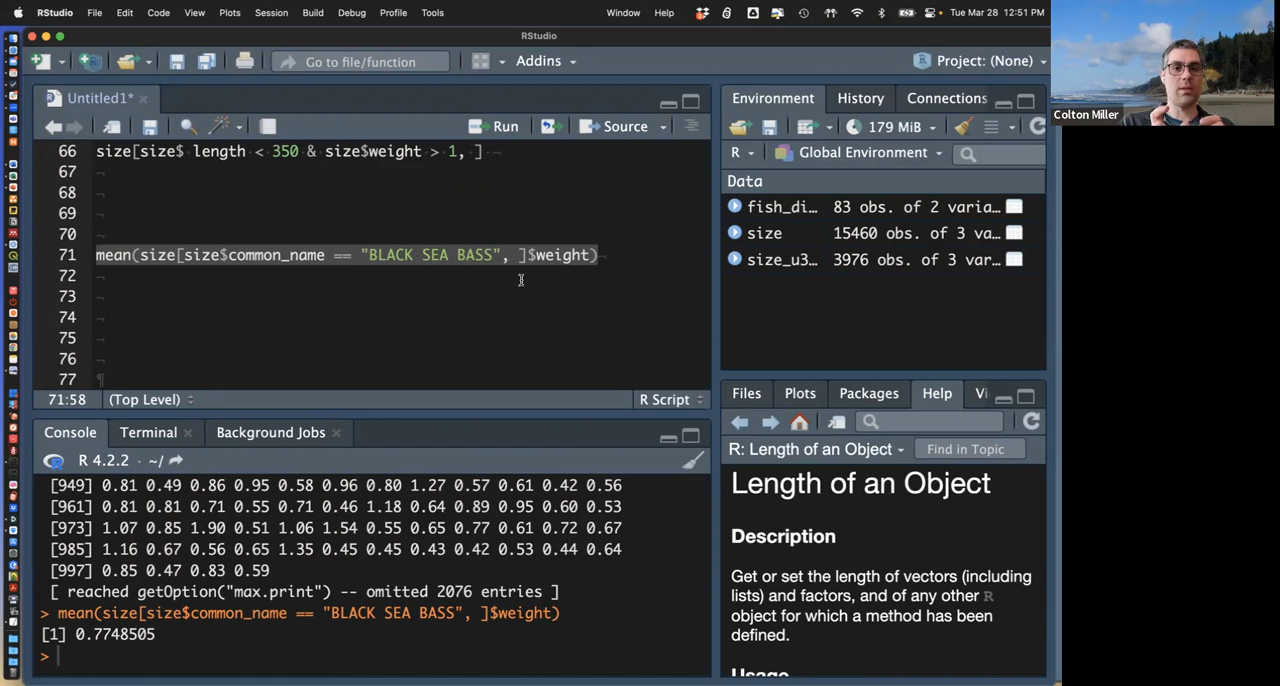 RStudio File Edit Code View Plots Session Build Debug Profile Tools Window Help Tue Mar 28 12:51 PM
RStudio
Go to file/function Addins Project: (None)
Untitled1*
Run Source
66 size[size$ length < 350 & size$weight > 1, ]
67
68
69
70
71 mean(size[size$common_name == "BLACK SEA BASS", ]$weight)
72
73
74
75
76
77
71:58 (Top Level) R Script
Console Terminal Background Jobs
R 4.2.2 · ~/
[949] 0.81 0.49 0.86 0.95 0.58 0.96 0.80 1.27 0.57 0.61 0.42 0.56
[961] 0.81 0.81 0.71 0.55 0.71 0.46 1.18 0.64 0.89 0.95 0.60 0.53
[973] 1.07 0.85 1.90 0.51 1.06 1.54 0.55 0.65 0.77 0.61 0.72 0.67
[985] 1.16 0.67 0.56 0.65 1.35 0.45 0.45 0.43 0.42 0.53 0.44 0.64
[997] 0.85 0.47 0.83 0.59
[ reached getOption("max.print") -- omitted 2076 entries ]
> mean(size[size$common_name == "BLACK SEA BASS", ]$weight)
[1] 0.7748505
>
Environment History Connections
179 MiB
R Global Environment
Data
fish_di… 83 obs. of 2 varia…
size 15460 obs. of 3 va…
size_u3… 3976 obs. of 3 var…
Files Plots Packages Help Vi
R: Length of an Object Find in Topic
Length of an Object
Description
Get or set the length of vectors (including
lists) and factors, and of any other R
object for which a method has been
defined.
Usage
Colton Miller